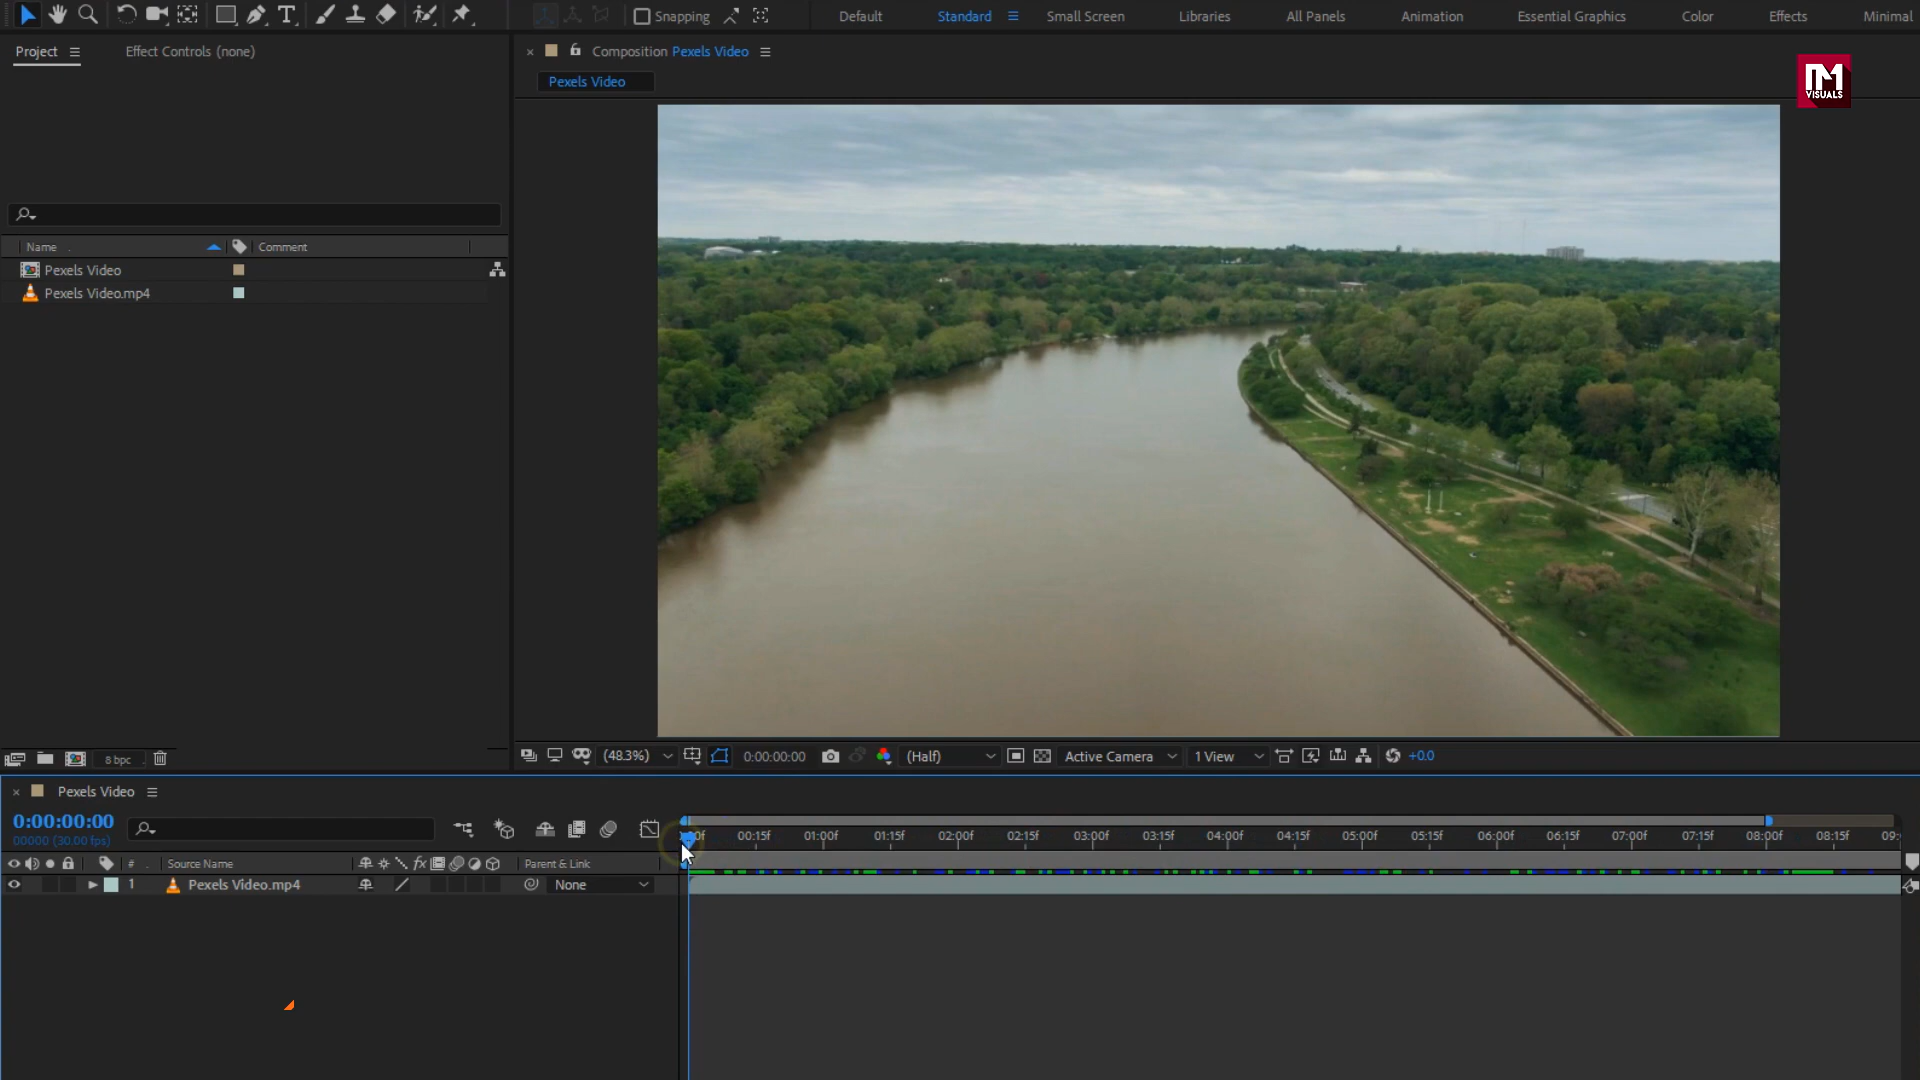 Snapping
Default
Standard
Small Screen
Libraries
All Panels
Animation
Essential Graphics
Color
Effects
Minimal
Project
Effect Controls (none)
Composition Pexels Video
Pexels Video
M
VISUALS
Name
Comment
Pexels Video
Pexels Video.mp4
8 bpc
(48.3%)
0:00:00:00
(Half)
Active Camera
1 View
+0.0
Pexels Video
0:00:00:00
00000 (30.00 fps)
00:15f 01:00f 01:15f 02:00f 02:15f 03:00f 03:15f 04:00f 04:15f 05:00f 05:15f 06:00f 06:15f 07:00f 07:15f 08:00f 08:15f 09:
# Source Name
fx
Parent & Link
1 Pexels Video.mp4
None